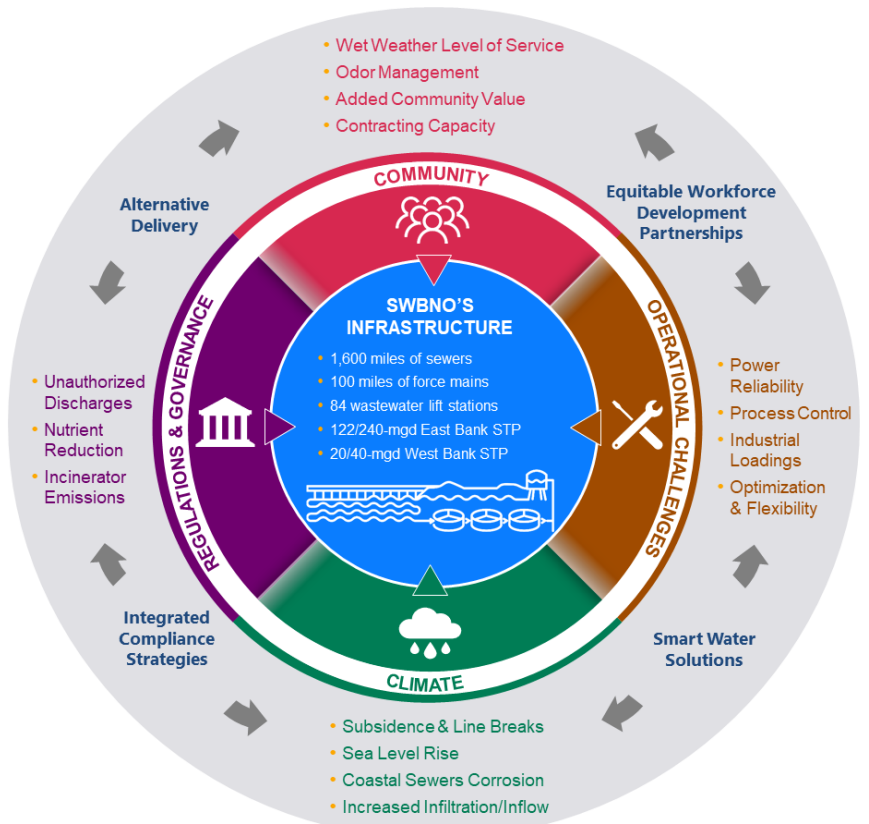 • Wet Weather Level of Service
• Odor Management
• Added Community Value
• Contracting Capacity
Alternative
Delivery
Equitable Workforce
Development
Partnerships
COMMUNITY
REGULATIONS & GOVERNANCE
OPERATIONAL CHALLENGES
SWBNO'S
INFRASTRUCTURE
• 1,600 miles of sewers
• 100 miles of force mains
• 84 wastewater lift stations
• 122/240-mgd East Bank STP
• 20/40-mgd West Bank STP
• Unauthorized
Discharges
• Nutrient
Reduction
• Incinerator
Emissions
• Power
Reliability
• Process Control
• Industrial
Loadings
• Optimization
& Flexibility
Integrated
Compliance
Strategies
Smart Water
Solutions
CLIMATE
• Subsidence & Line Breaks
• Sea Level Rise
• Coastal Sewers Corrosion
• Increased Infiltration/Inflow